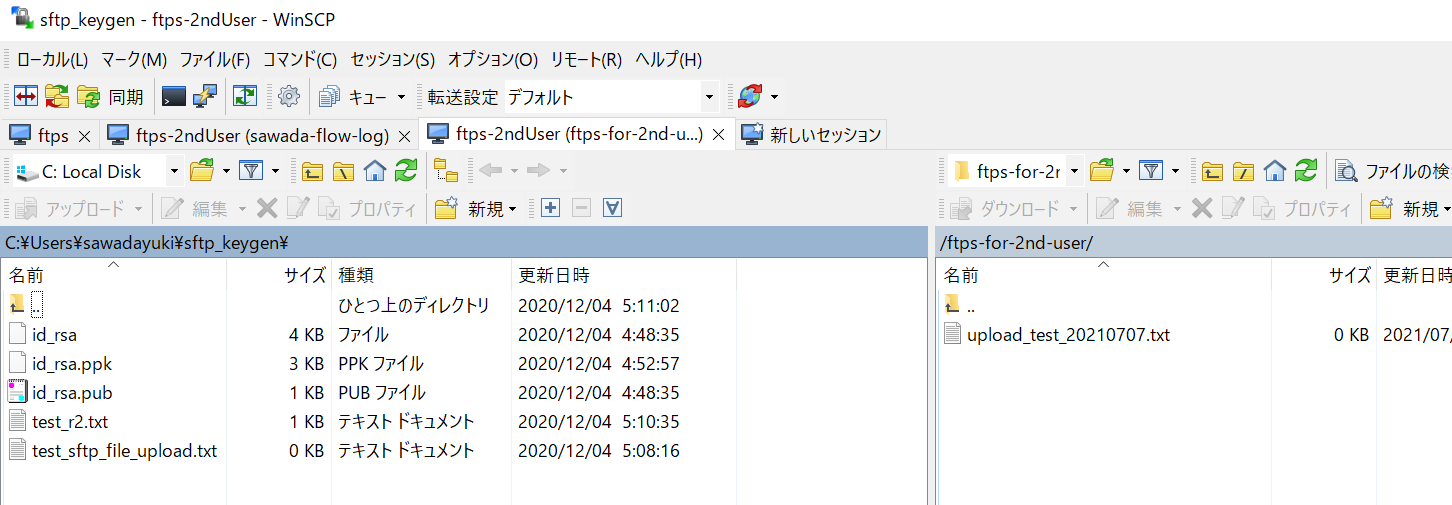 sftp_keygen - ftps-2ndUser - WinSCP
ローカル(L) マーク(M) ファイル(F) コマンド(C) セッション(S) オプション(O) リモート(R) ヘルプ(H)
同期 キュー 転送設定 デフォルト
ftps ftps-2ndUser (sawada-flow-log) ftps-2ndUser (ftps-for-2nd-u...) 新しいセッション
C: Local Disk ftps-for-2r ファイルの検
アップロード 編集 プロパティ 新規 ダウンロード 編集 プロパティ 新規
C:¥Users¥sawadayuki¥sftp_keygen¥ /ftps-for-2nd-user/
名前 サイズ 種類 更新日時 名前 サイズ 更新日時
.. ひとつ上のディレクトリ 2020/12/04 5:11:02 ..
id_rsa 4 KB ファイル 2020/12/04 4:48:35 upload_test_20210707.txt 0 KB 2021/07/
id_rsa.ppk 3 KB PPK ファイル 2020/12/04 4:52:57
id_rsa.pub 1 KB PUB ファイル 2020/12/04 4:48:35
test_r2.txt 1 KB テキスト ドキュメント 2020/12/04 5:10:35
test_sftp_file_upload.txt 0 KB テキスト ドキュメント 2020/12/04 5:08:16